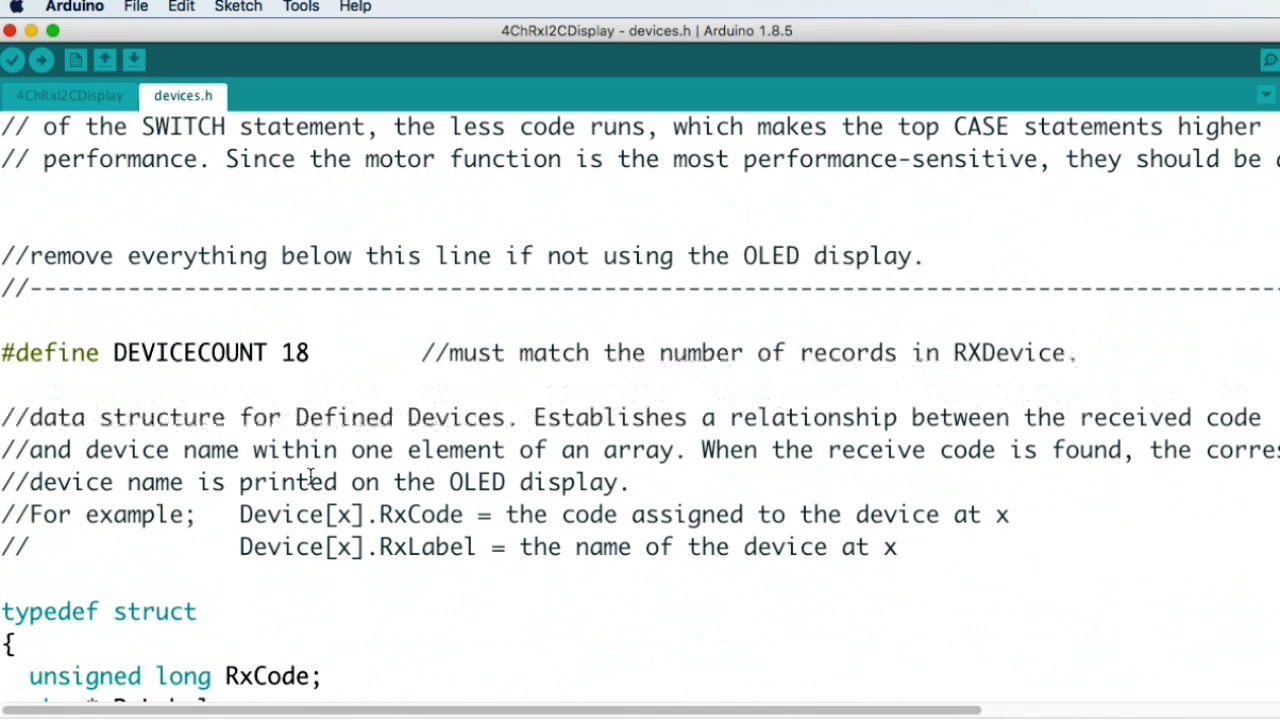 Arduino File Edit Sketch Tools Help
4ChRxI2CDisplay - devices.h | Arduino 1.8.5
4ChRxI2CDisplay devices.h
// of the SWITCH statement, the less code runs, which makes the top CASE statements higher
// performance. Since the motor function is the most performance-sensitive, they should be
//remove everything below this line if not using the OLED display.
//------------------------------------------------------------------------------------------
#define DEVICECOUNT 18 //must match the number of records in RXDevice.
//data structure for Defined Devices. Establishes a relationship between the received code
//and device name within one element of an array. When the receive code is found, the corres
//device name is printed on the OLED display.
//For example; Device[x].RxCode = the code assigned to the device at x
// Device[x].RxLabel = the name of the device at x
typedef struct
{
unsigned long RxCode;